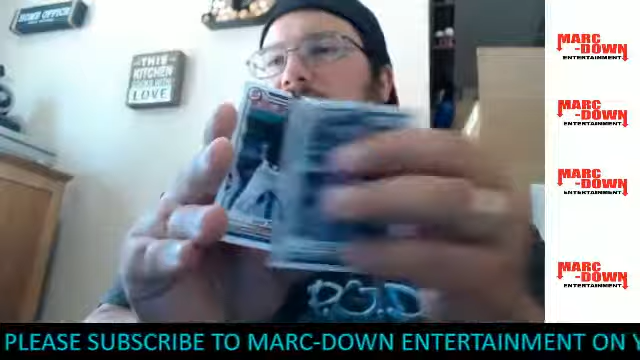 HOME OFFICE
THIS
KITCHEN
LOVE
P.O.D
MARC
-DOWN
ENTERTAINMENT
MARC
-DOWN
ENTERTAINMENT
MARC
-DOWN
ENTERTAINMENT
MARC
-DOWN
ENTERTAINMENT
PLEASE SUBSCRIBE TO MARC-DOWN ENTERTAINMENT ON